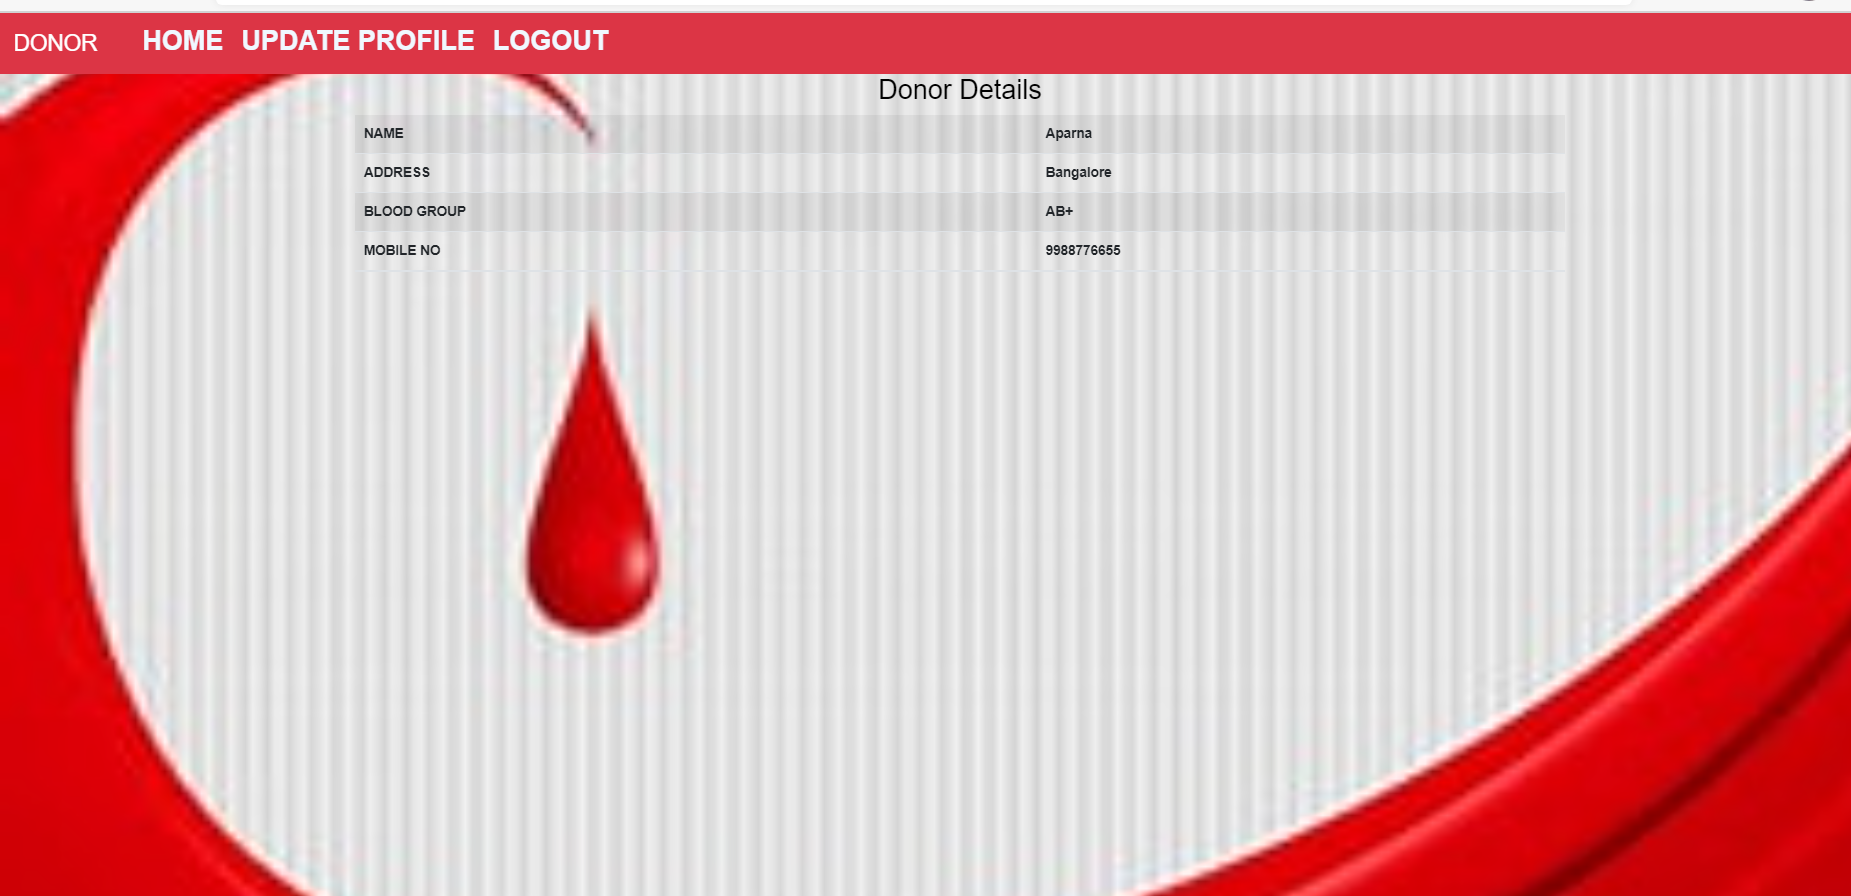 DONOR HOME UPDATE PROFILE LOGOUT
Donor Details
NAME Aparna
ADDRESS Bangalore
BLOOD GROUP AB+
MOBILE NO 9988776655